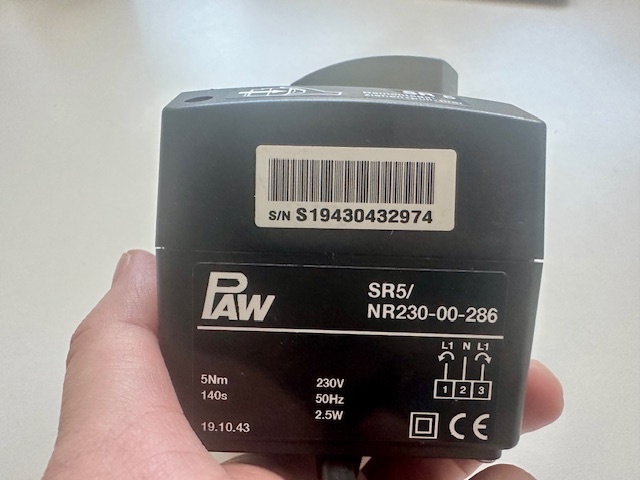 S/N S19430432974
PAW
SR5/
NR230-00-286
L1 N L1
1 2 3
5Nm
140s
230V
50Hz
2.5W
19.10.43
CE